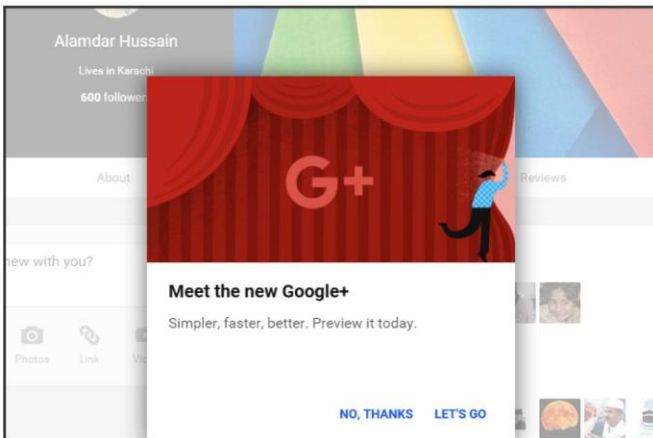 Alamdar Hussain
Lives in Karachi
600 follower
About
Reviews
new with you?
Photos
Link
G+
Meet the new Google+
Simpler, faster, better. Preview it today.
NO, THANKS LET'S GO